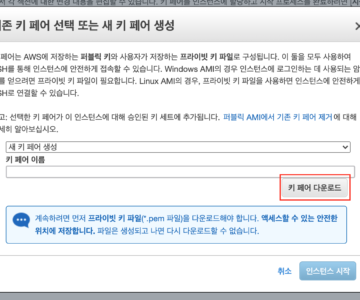 존 키 페어 선택 또는 새 키 페어 생성
페어는 AWS에 저장하는 퍼블릭 키와 사용자가 저장하는 프라이빗 키 파일로 구성됩니다. 이 둘을 모두 사용하여
SH를 통해 인스턴스에 안전하게 접속할 수 있습니다. Windows AMI의 경우 인스턴스에 로그인하는 데 사용되는 암
를 얻으려면 프라이빗 키 파일이 필요합니다. Linux AMI의 경우, 프라이빗 키 파일을 사용하면 인스턴스에 안전하게
SH로 연결할 수 있습니다.
고: 선택한 키 페어가 이 인스턴스에 대해 승인된 키 세트에 추가됩니다. 퍼블릭 AMI에서 기존 키 페어 제거에 대해
세히 알아보십시오.
새 키 페어 생성
키 페어 이름
키 페어 다운로드
계속하려면 먼저 프라이빗 키 파일(*.pem 파일)을 다운로드해야 합니다. 액세스할 수 있는 안전한
위치에 저장합니다. 파일은 생성되고 나면 다시 다운로드할 수 없습니다.
취소 인스턴스 시작